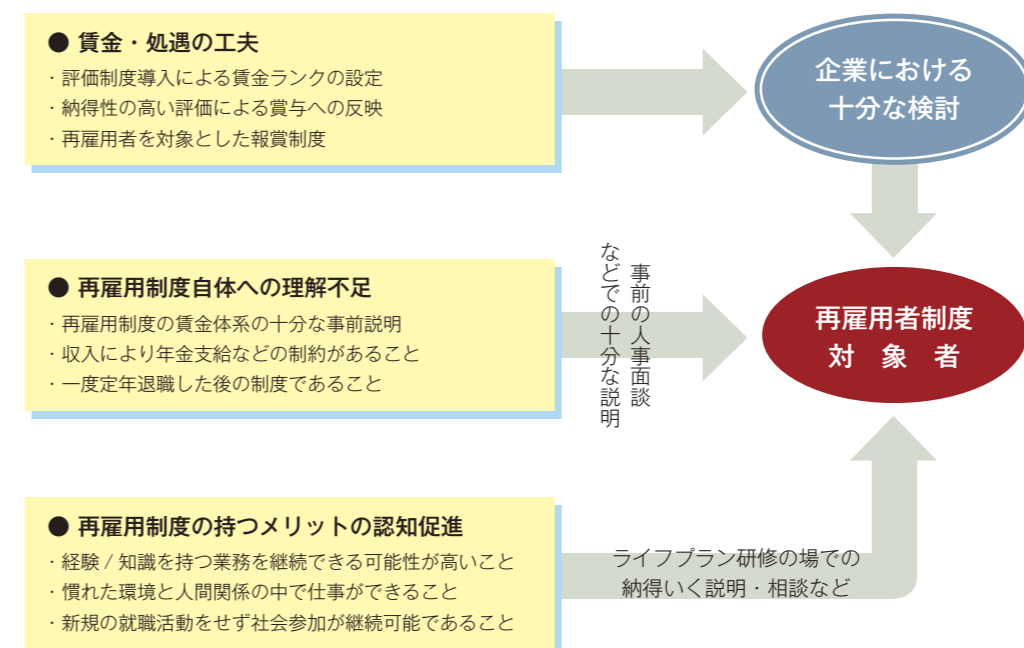 ● 賃金・処遇の工夫
・評価制度導入による賃金ランクの設定
・納得性の高い評価による賞与への反映
・再雇用者を対象とした報賞制度
企業における
十分な検討
● 再雇用制度自体への理解不足
・再雇用制度の賃金体系の十分な事前説明
・収入により年金支給などの制約があること
・一度定年退職した後の制度であること
事前の人事面談
などでの十分な説明
再雇用者制度
対　象　者
● 再雇用制度の持つメリットの認知促進
・経験 / 知識を持つ業務を継続できる可能性が高いこと
・慣れた環境と人間関係の中で仕事ができること
・新規の就職活動をせず社会参加が継続可能であること
ライフプラン研修の場での
納得いく説明・相談など